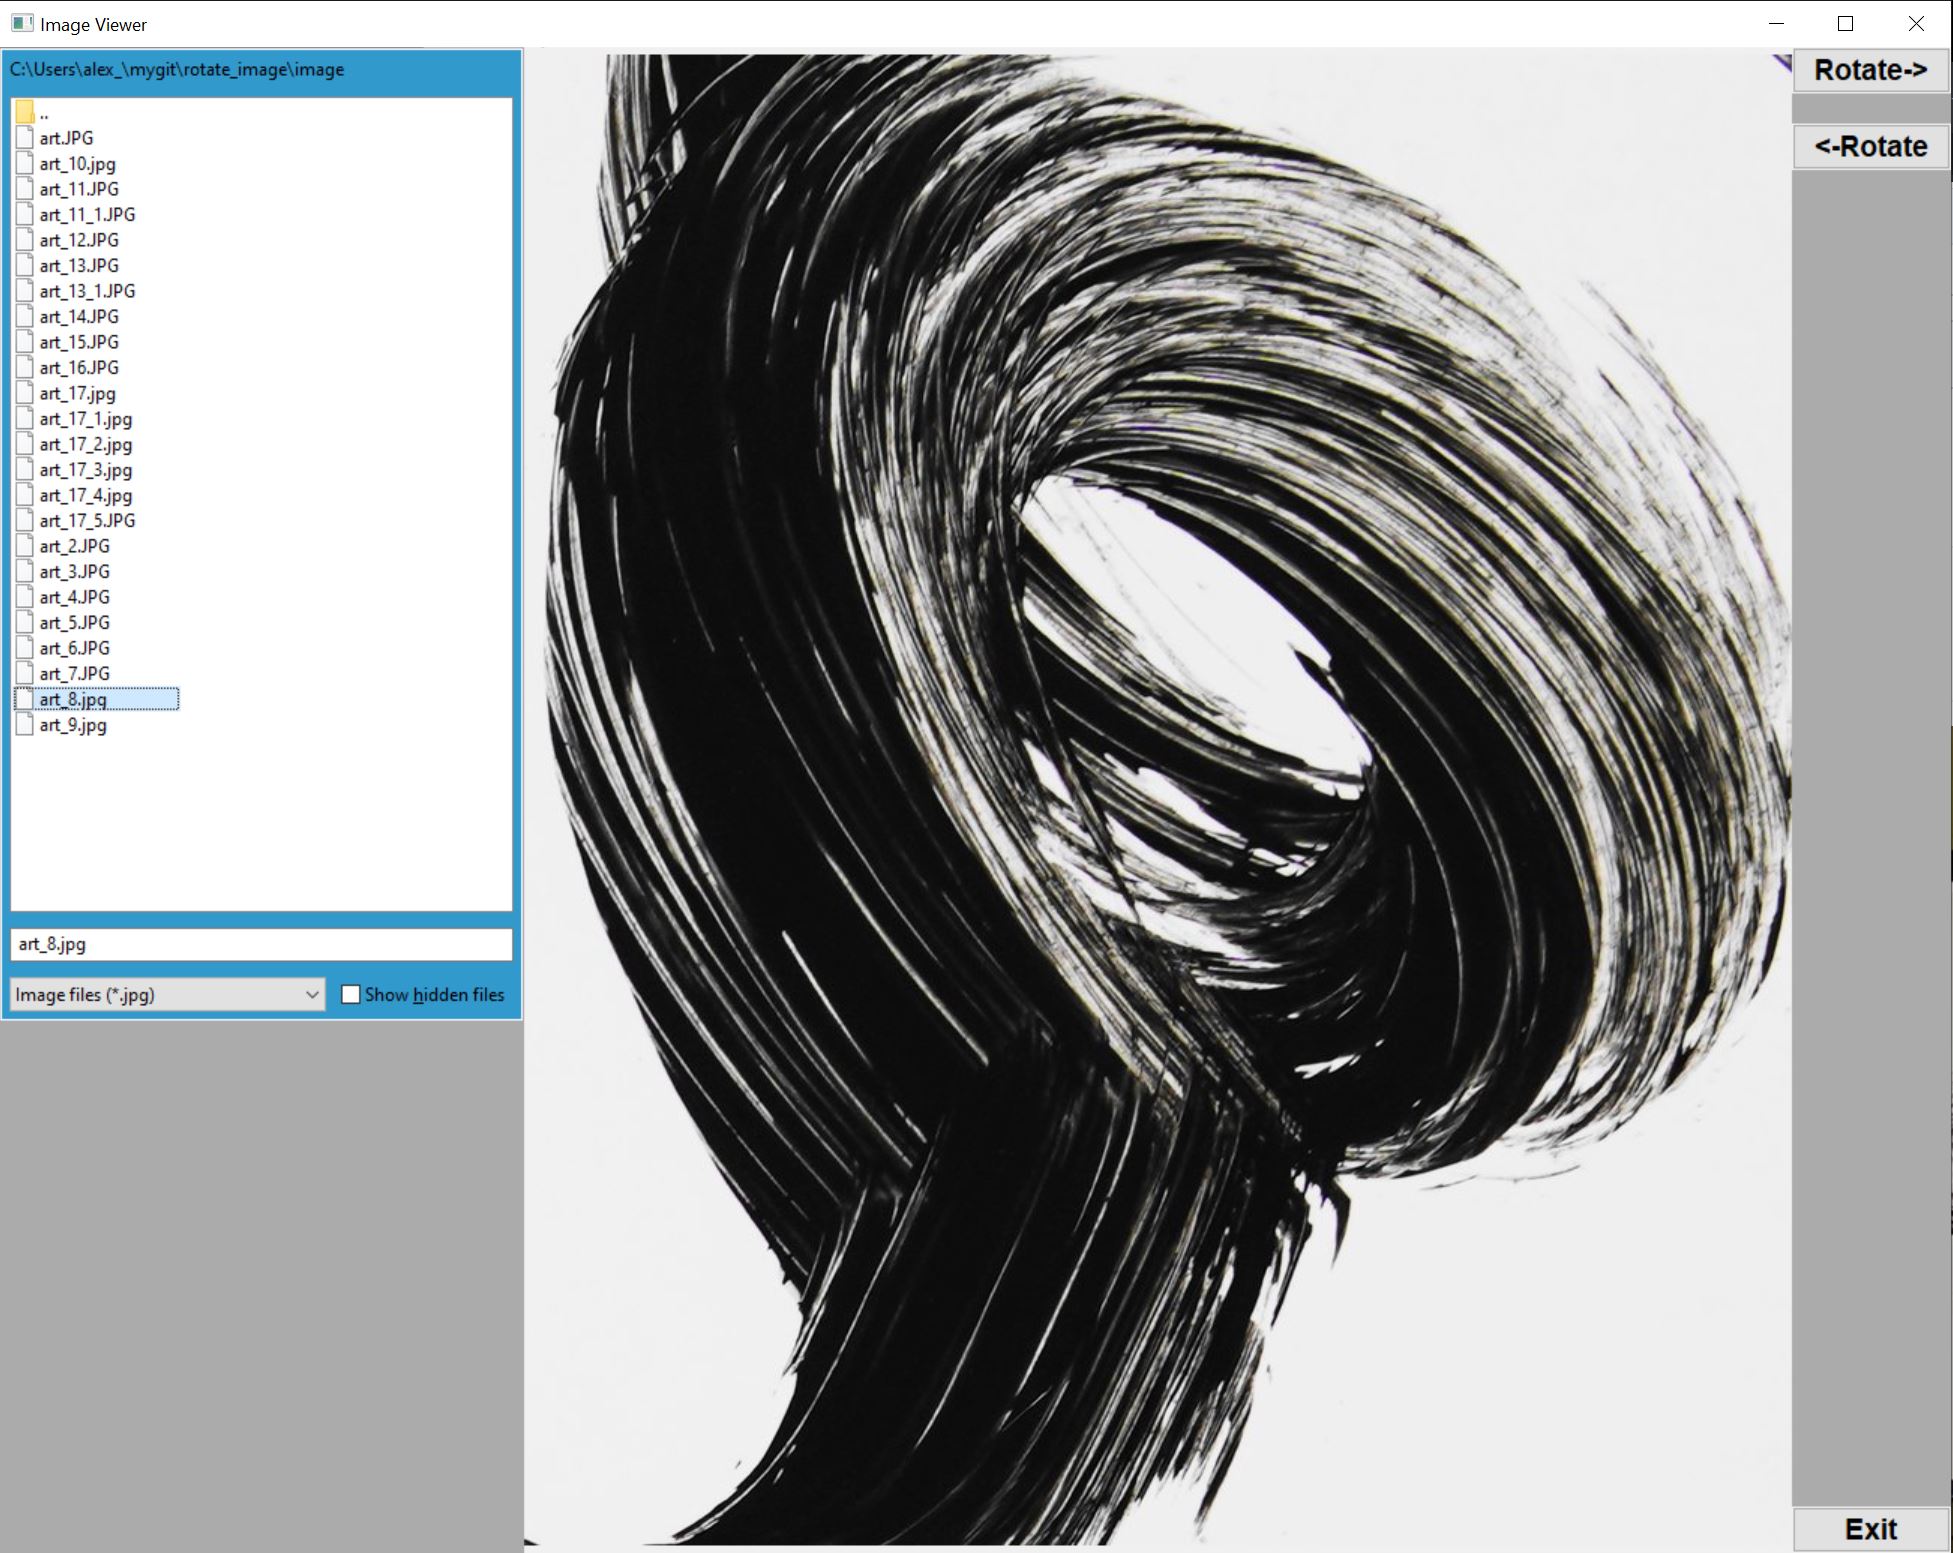 Image Viewer
C:\Users\alex_\mygit\rotate_image\image
..
art.JPG
art_10.jpg
art_11.JPG
art_11_1.JPG
art_12.JPG
art_13.JPG
art_13_1.JPG
art_14.JPG
art_15.JPG
art_16.JPG
art_17.jpg
art_17_1.jpg
art_17_2.jpg
art_17_3.jpg
art_17_4.jpg
art_17_5.JPG
art_2.JPG
art_3.JPG
art_4.JPG
art_5.JPG
art_6.JPG
art_7.JPG
art_8.jpg
art_9.jpg
art_8.jpg
Image files (*.jpg)
Show hidden files
Rotate->
<-Rotate
Exit